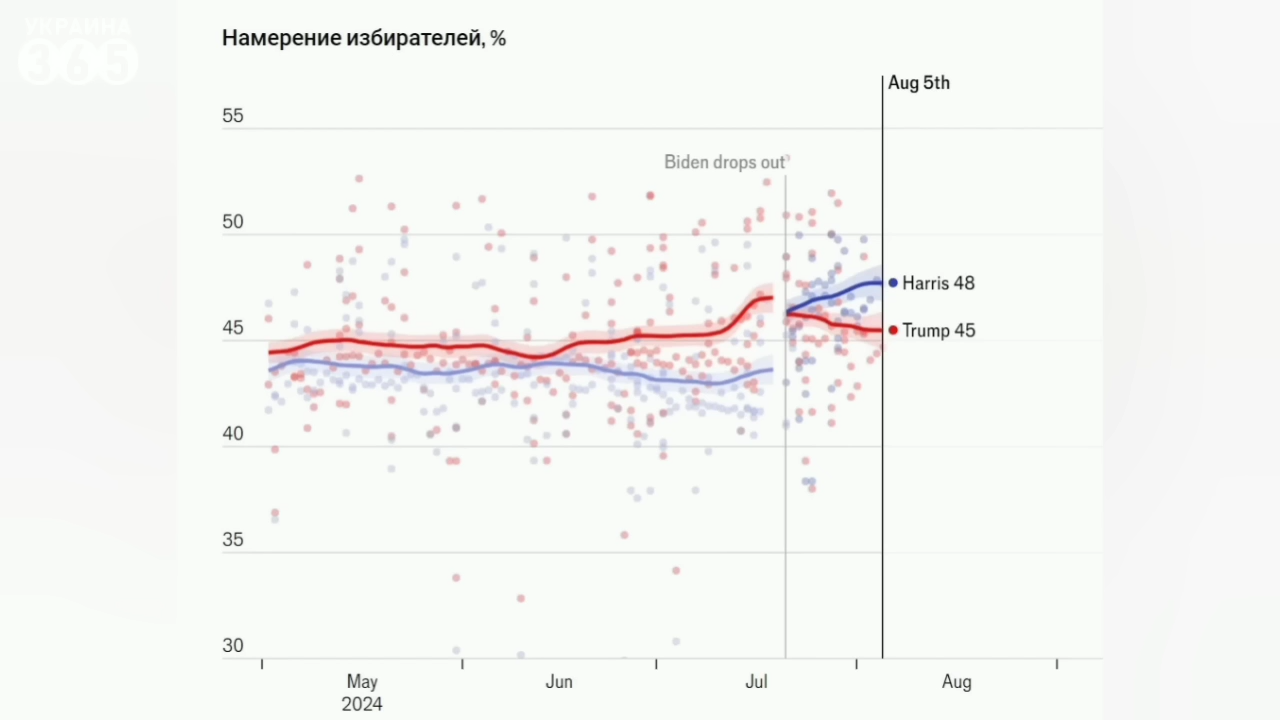 УКРАИНА
365
Намерение избирателей, %
Aug 5th
55
Biden drops out
50
Harris 48
45
Trump 45
40
35
30
May
Jun
Jul
Aug
2024